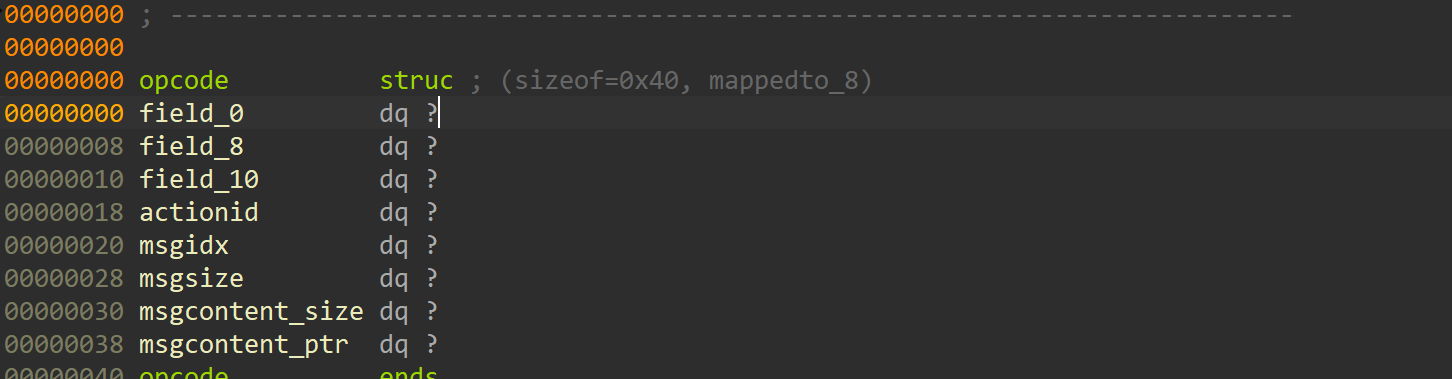 00000000 ; ---------------------------------------------------------------------------
00000000
00000000 opcode          struc ; (sizeof=0x40, mappedto_8)
00000000 field_0         dq ?
00000008 field_8         dq ?
00000010 field_10        dq ?
00000018 actionid        dq ?
00000020 msgidx          dq ?
00000028 msgsize         dq ?
00000030 msgcontent_size dq ?
00000038 msgcontent_ptr  dq ?
00000040 opcode          ends